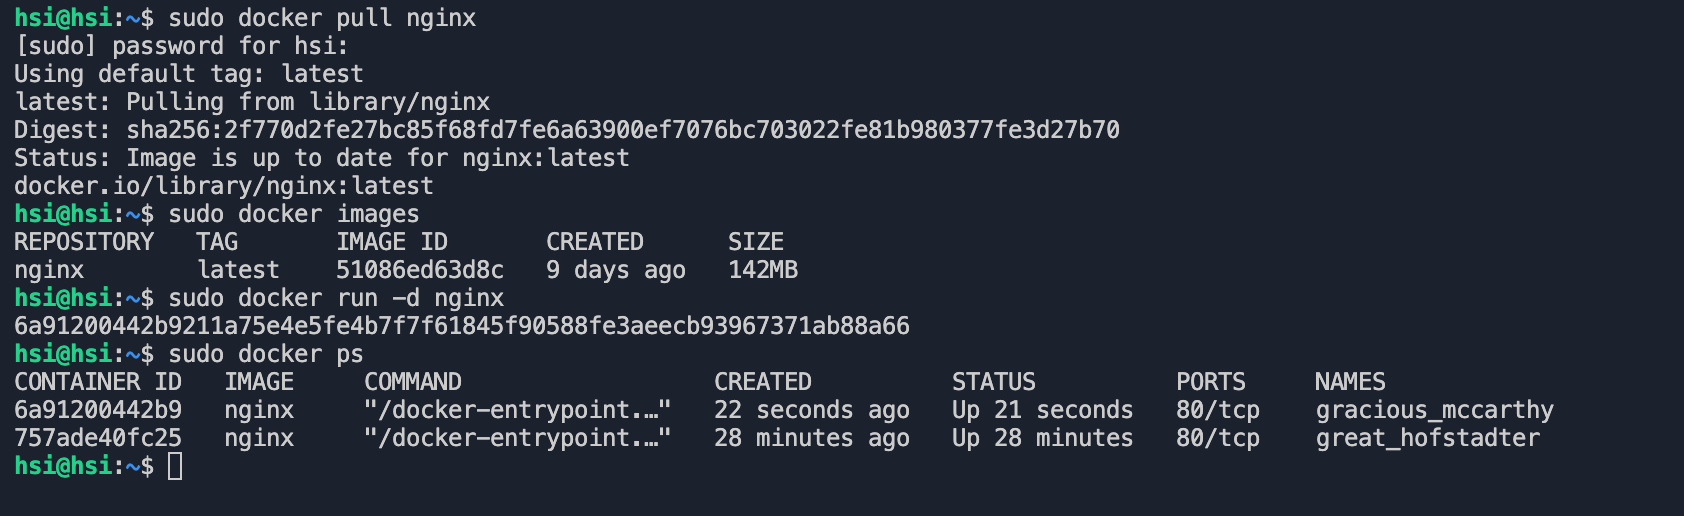 hsi@hsi:~$ sudo docker pull nginx
[sudo] password for hsi:
Using default tag: latest
latest: Pulling from library/nginx
Digest: sha256:2f770d2fe27bc85f68fd7fe6a63900ef7076bc703022fe81b980377fe3d27b70
Status: Image is up to date for nginx:latest
docker.io/library/nginx:latest
hsi@hsi:~$ sudo docker images
REPOSITORY   TAG       IMAGE ID       CREATED      SIZE
nginx        latest    51086ed63d8c   9 days ago   142MB
hsi@hsi:~$ sudo docker run -d nginx
6a91200442b9211a75e4e5fe4b7f7f61845f90588fe3aeecb93967371ab88a66
hsi@hsi:~$ sudo docker ps
CONTAINER ID   IMAGE     COMMAND                  CREATED          STATUS          PORTS     NAMES
6a91200442b9   nginx     "/docker-entrypoint.…"   22 seconds ago   Up 21 seconds   80/tcp    gracious_mccarthy
757ade40fc25   nginx     "/docker-entrypoint.…"   28 minutes ago   Up 28 minutes   80/tcp    great_hofstadter
hsi@hsi:~$